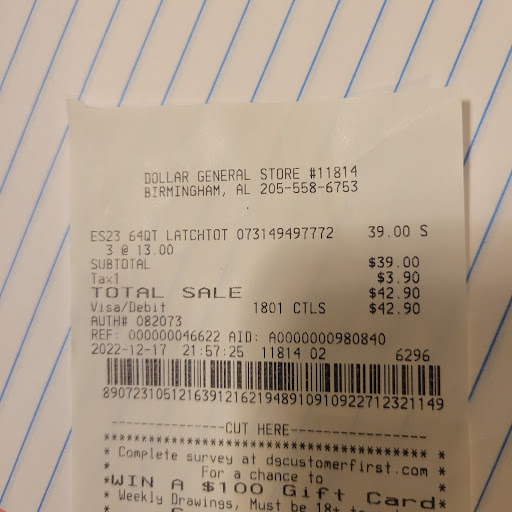 DOLLAR GENERAL STORE #11814
BIRMINGHAM, AL 205-558-6753
ES23 64QT LATCHTOT 073149497772 39.00 S
3 @ 13.00
SUBTOTAL $39.00
Tax1 $3.90
TOTAL SALE $42.90
Visa/Debit 1801 CTLS $42.90
AUTH# 082073
REF: 000000046622 AID: A0000000980840
2022-12-17 21:57:25 11814 02 6296
890723105121639121621948910910922712321149
---------------CUT HERE------------------
* Complete survey at dgcustomerfirst.com *
For a chance to
*WIN A $100 Gift Card*
* Weekly Drawings, Must be 18+ to